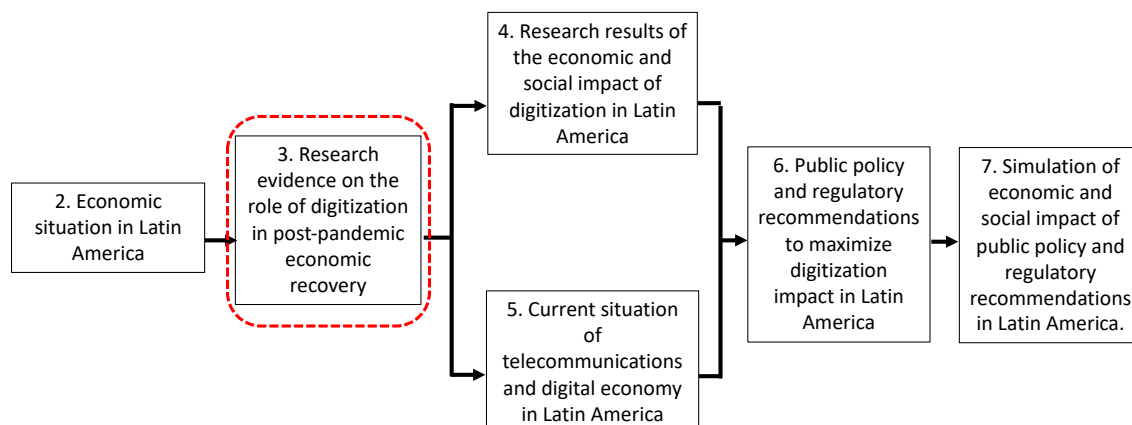 2. Economic
situation in Latin
America
3. Research
evidence on the
role of digitization
in post-pandemic
economic
recovery
4. Research results of
the economic and
social impact of
digitization in Latin
America
5. Current situation
of
telecommunications
and digital economy
in Latin America
6. Public policy
and regulatory
recommendations
to maximize
digitization
impact in Latin
America
7. Simulation of
economic and
social impact of
public policy and
regulatory
recommendations
in Latin America.